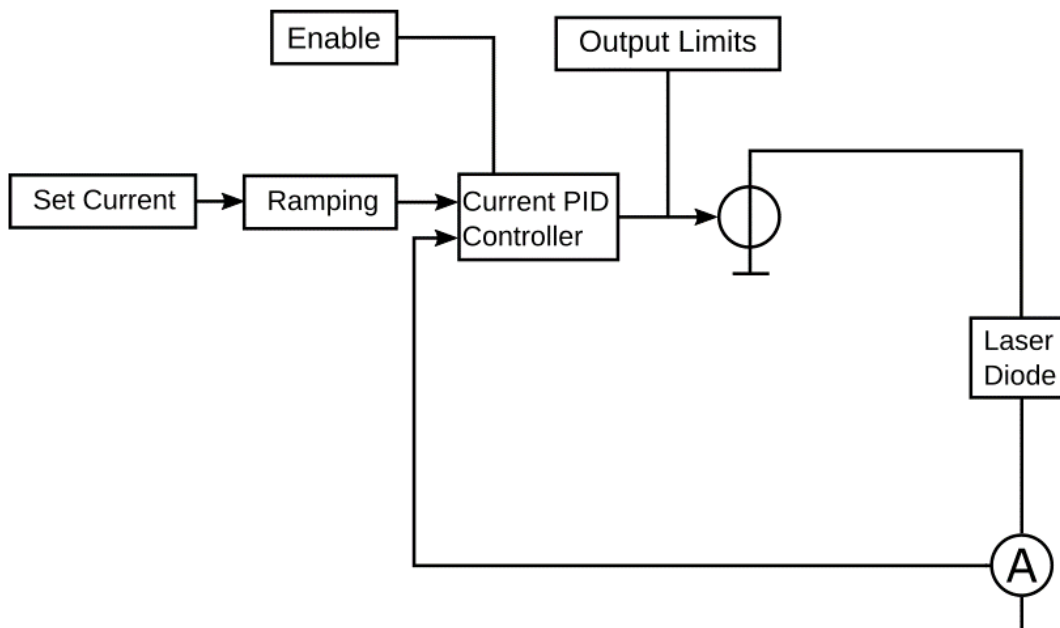 Enable
Output Limits
Set Current
Ramping
Current PID
Controller
Laser
Diode
A